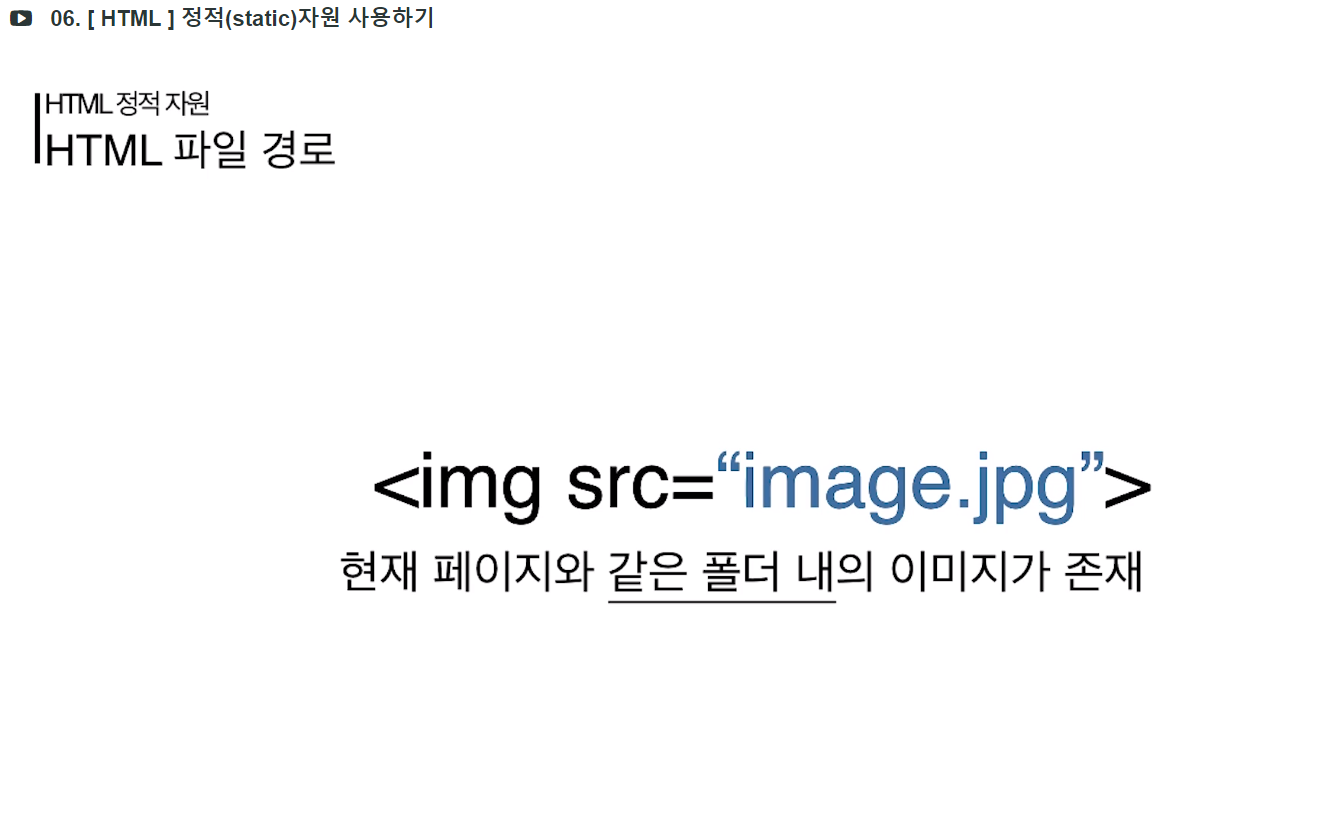 06. [ HTML ] 정적(static)자원 사용하기
HTML 정적 자원
HTML 파일 경로
<img src=“image.jpg”>
현재 페이지와 같은 폴더 내의 이미지가 존재